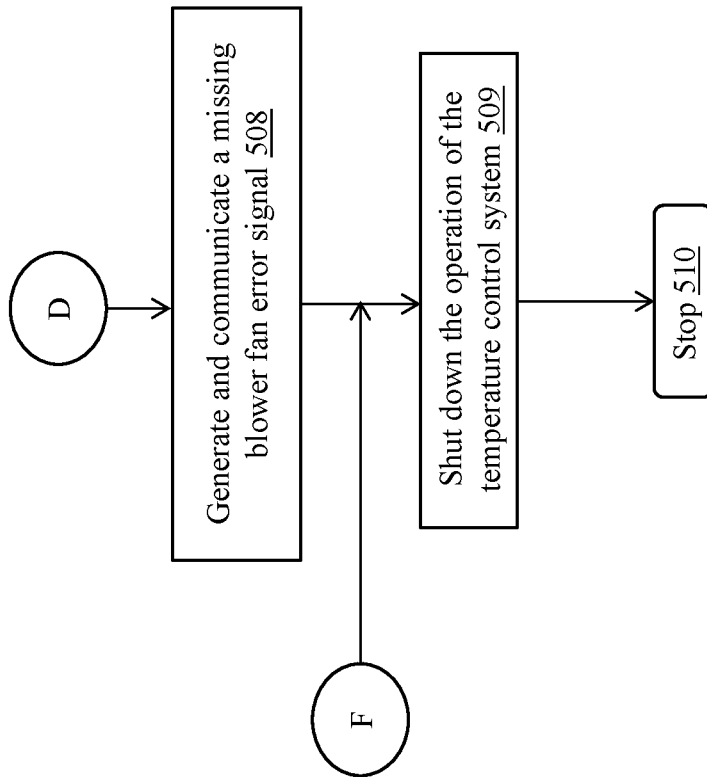 D
Generate and communicate a missing
blower fan error signal 508
F
Shut down the operation of the
temperature control system 509
Stop 510